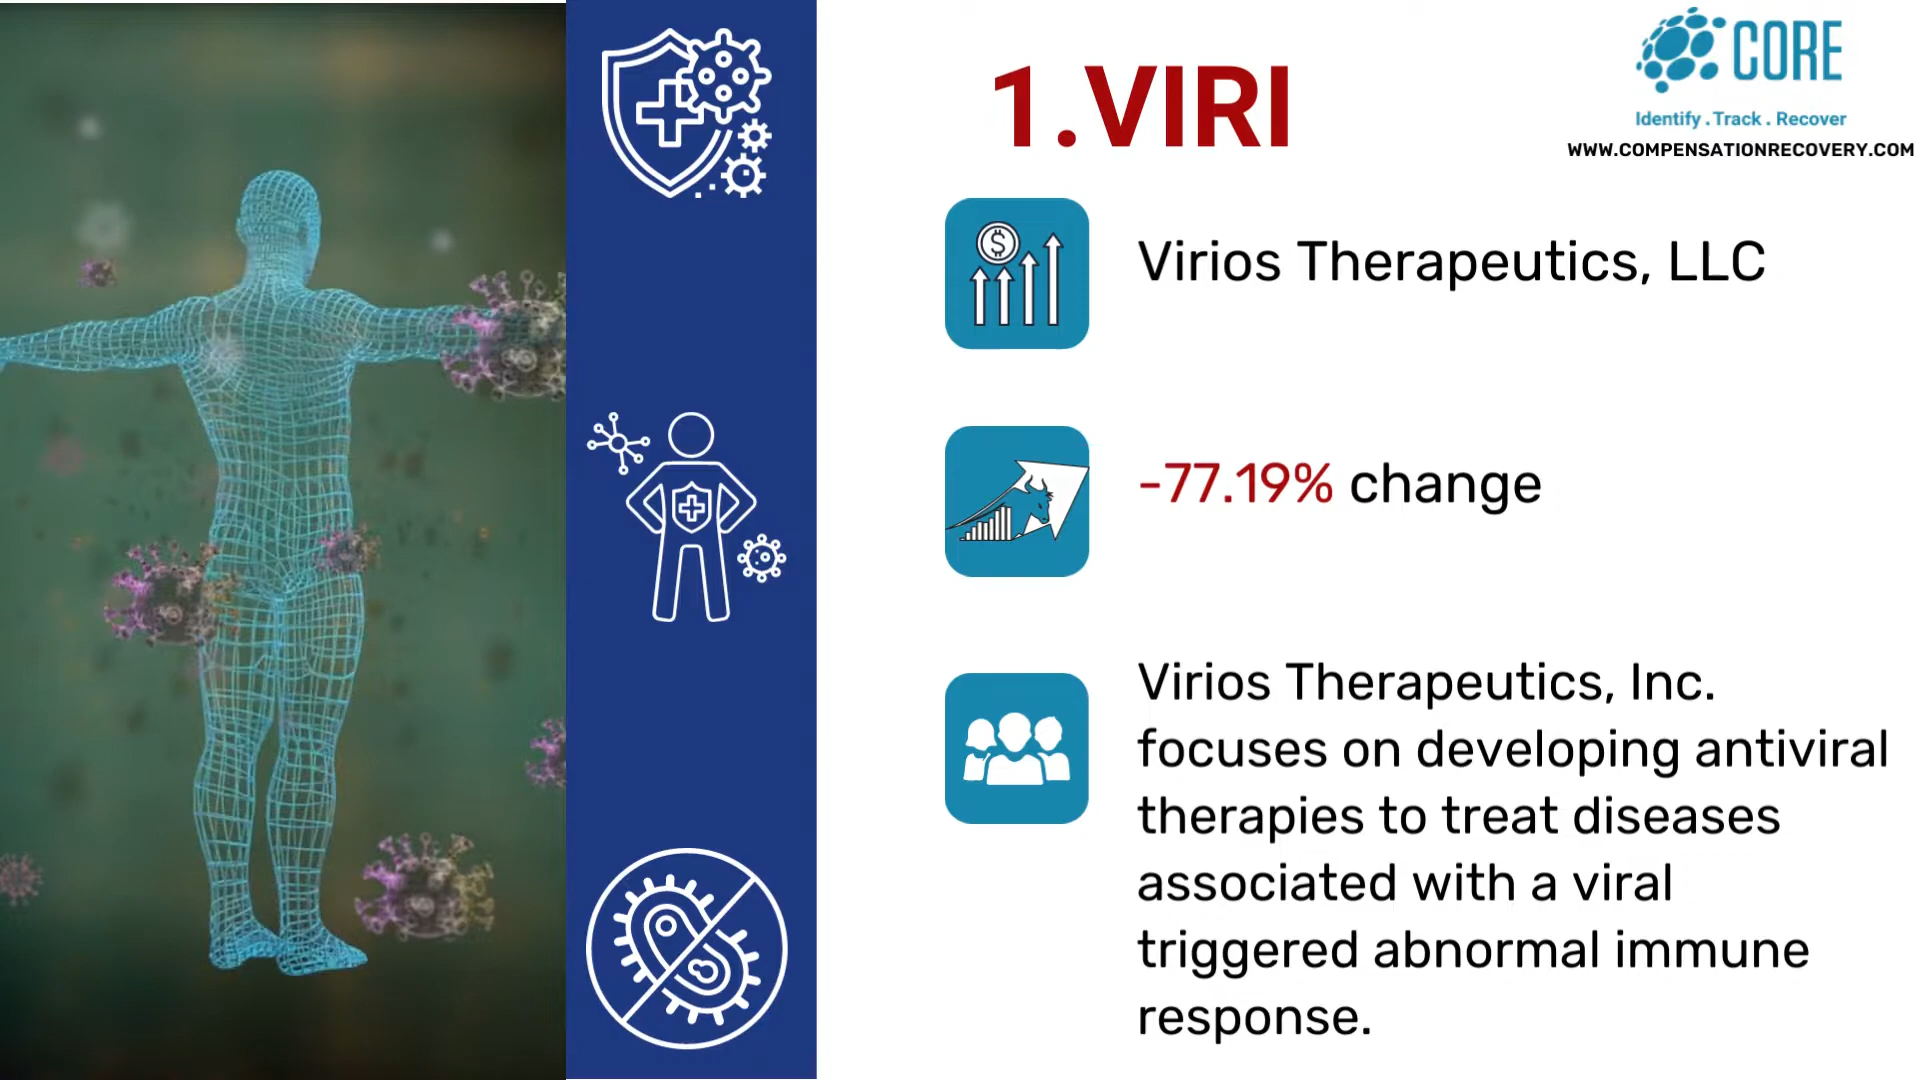 1.VIRI
CORE
Identify . Track . Recover
WWW.COMPENSATIONRECOVERY.COM
$
Virios Therapeutics, LLC
-77.19% change
Virios Therapeutics, Inc.
focuses on developing antiviral
therapies to treat diseases
associated with a viral
triggered abnormal immune
response.